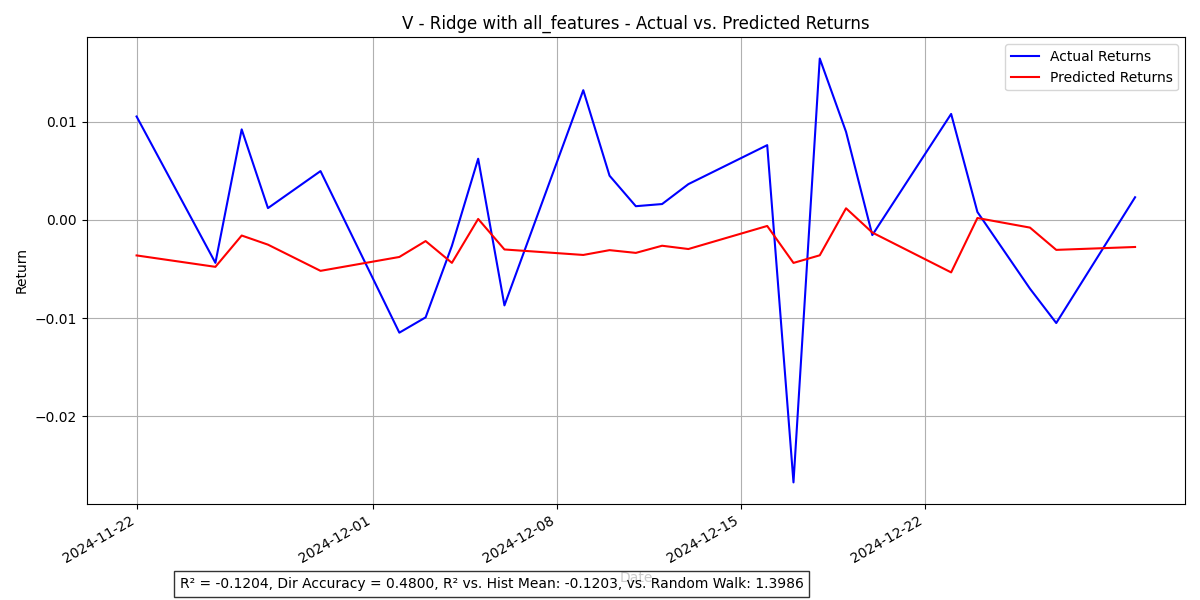 V - Ridge with all_features - Actual vs. Predicted Returns
Actual Returns
Predicted Returns
Return
0.01
0.00
−0.01
−0.02
2024-11-22
2024-12-01
2024-12-08
2024-12-15
2024-12-22
Date
R² = -0.1204, Dir Accuracy = 0.4800, R² vs. Hist Mean: -0.1203, vs. Random Walk: 1.3986